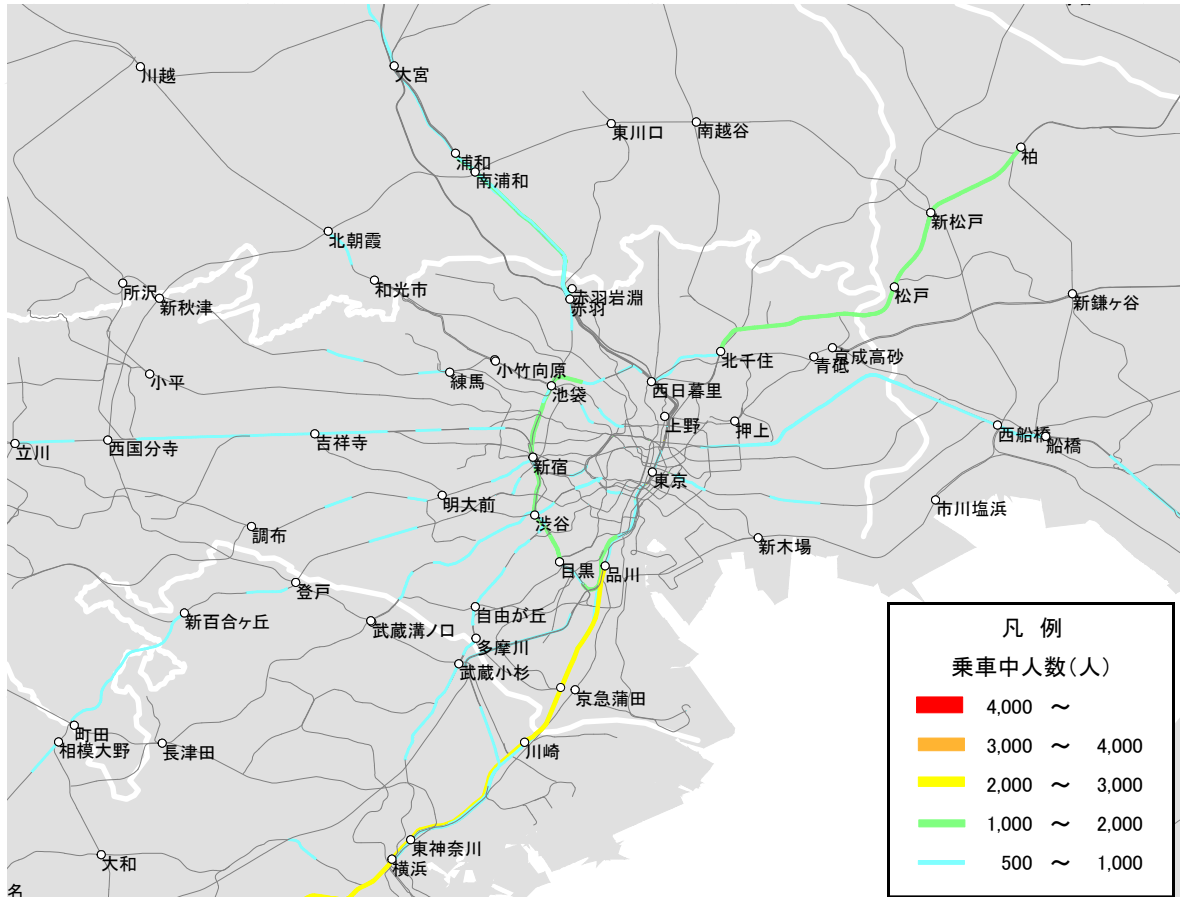 川越
大宮
東川口
南越谷
柏
浦和
南浦和
新松戸
北朝霞
所沢
新秋津
和光市
赤羽岩淵
赤羽
松戸
新鎌ヶ谷
小平
練馬
小竹向原
池袋
西日暮里
北千住
青砥
京成高砂
立川
西国分寺
吉祥寺
新宿
上野
押上
西船橋
船橋
東京
明大前
調布
渋谷
市川塩浜
新木場
目黒
品川
登戸
新百合ヶ丘
武蔵溝ノ口
自由が丘
多摩川
武蔵小杉
京急蒲田
町田
相模大野
長津田
川崎
大和
東神奈川
横浜
名
凡 例
乗車中人数(人)
4,000 ～
3,000 ～ 4,000
2,000 ～ 3,000
1,000 ～ 2,000
500 ～ 1,000